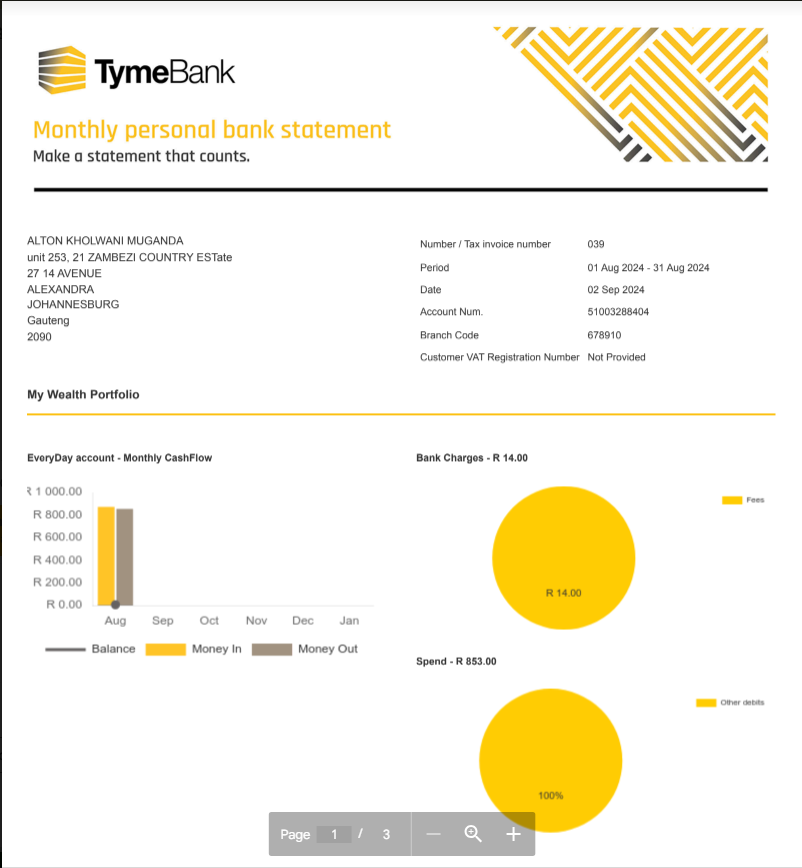 TymeBank
Monthly personal bank statement
Make a statement that counts.
ALTON KHOLWANI MUGANDA
unit 253, 21 ZAMBEZI COUNTRY ESTate
27 14 AVENUE
ALEXANDRA
JOHANNESBURG
Gauteng
2090
Number / Tax invoice number 039
Period 01 Aug 2024 - 31 Aug 2024
Date 02 Sep 2024
Account Num. 51003288404
Branch Code 678910
Customer VAT Registration Number Not Provided
My Wealth Portfolio
EveryDay account - Monthly CashFlow
R 1 000.00
R 800.00
R 600.00
R 400.00
R 200.00
R 0.00
Aug Sep Oct Nov Dec Jan
Balance Money In Money Out
Bank Charges - R 14.00
Fees
R 14.00
Spend - R 853.00
Other debits
100%
Page 1 / 3